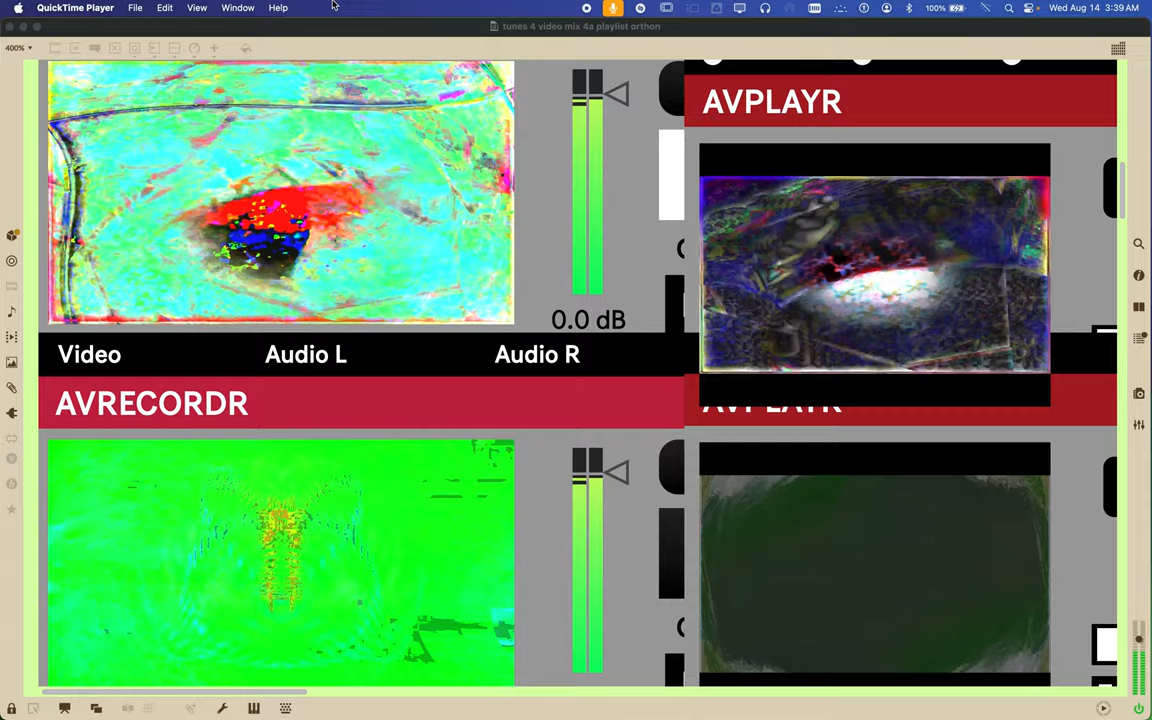 QuickTime Player File Edit View Window Help 100% Wed Aug 14 3:39 AM
tunes 4 video mix 4a playlist orthon
400%
AVPLAYR
0.0 dB
Video Audio L Audio R
AVRECORDR
AVPLAYR